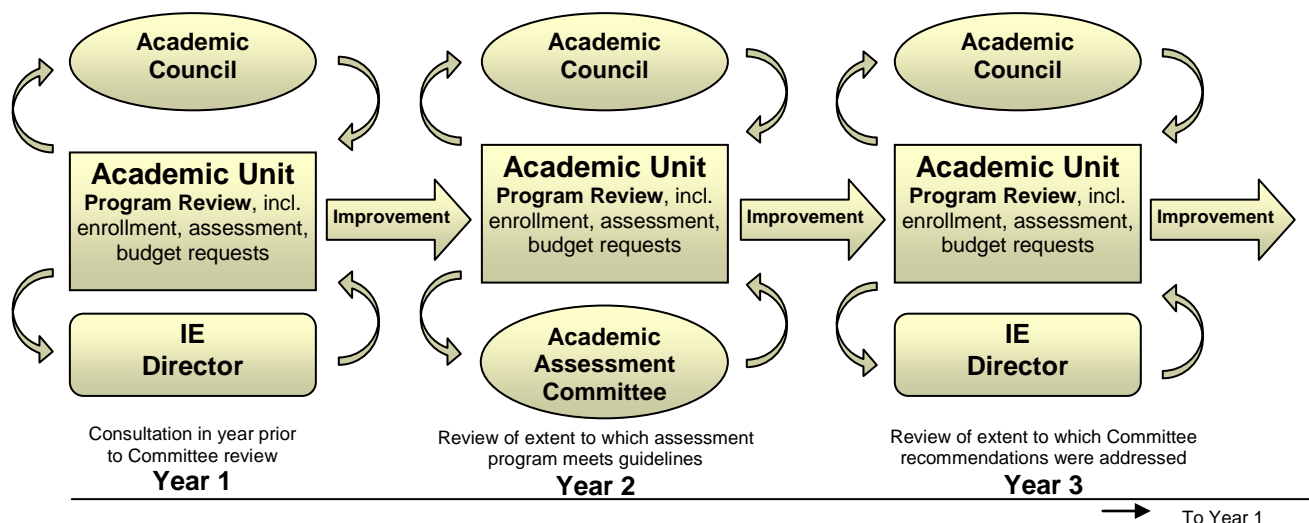 Academic
Council
Academic Unit
Program Review, incl.
enrollment, assessment,
budget requests
IE
Director
Consultation in year prior
to Committee review
Year 1
Improvement
Academic
Council
Academic Unit
Program Review, incl.
enrollment, assessment,
budget requests
Academic
Assessment
Committee
Review of extent to which assessment
program meets guidelines
Year 2
Improvement
Academic
Council
Academic Unit
Program Review, incl.
enrollment, assessment,
budget requests
IE
Director
Review of extent to which Committee
recommendations were addressed
Year 3
Improvement
To Year 1